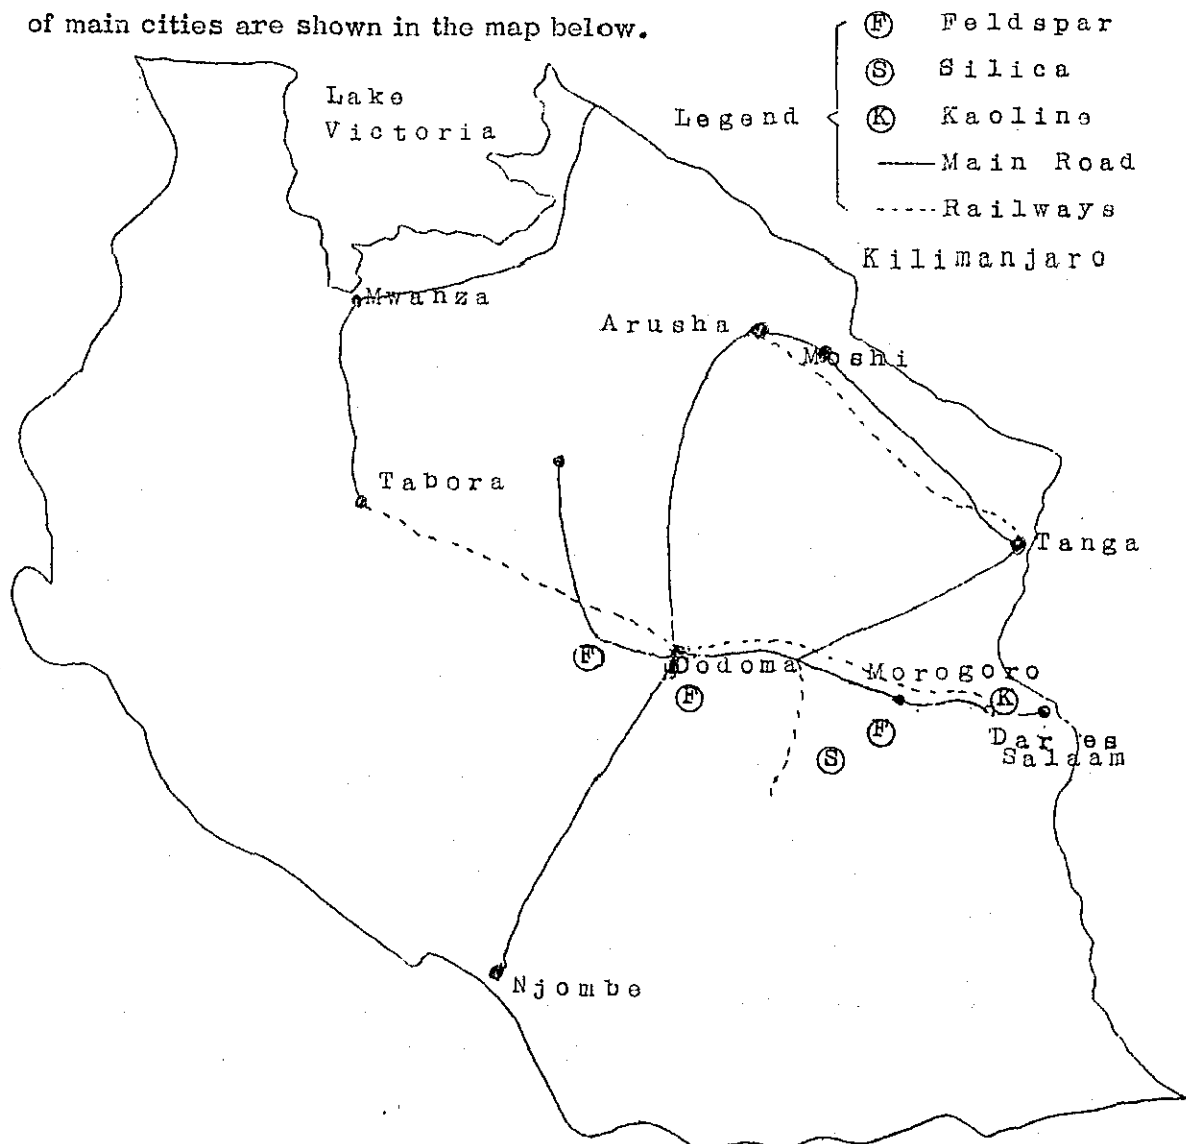 of main cities are shown in the map below.
Ⓕ Feldspar
Ⓢ Silica
Legend
Ⓚ Kaoline
Main Road
Railways
Lake
Victoria
Kilimanjaro
Mwanza
Arusha
Moshi
Tabora
Tanga
Ⓕ
Dodoma
Morogoro
Ⓕ
Ⓚ
Ⓕ
Ⓢ
Dar es
Salaam
Njombe